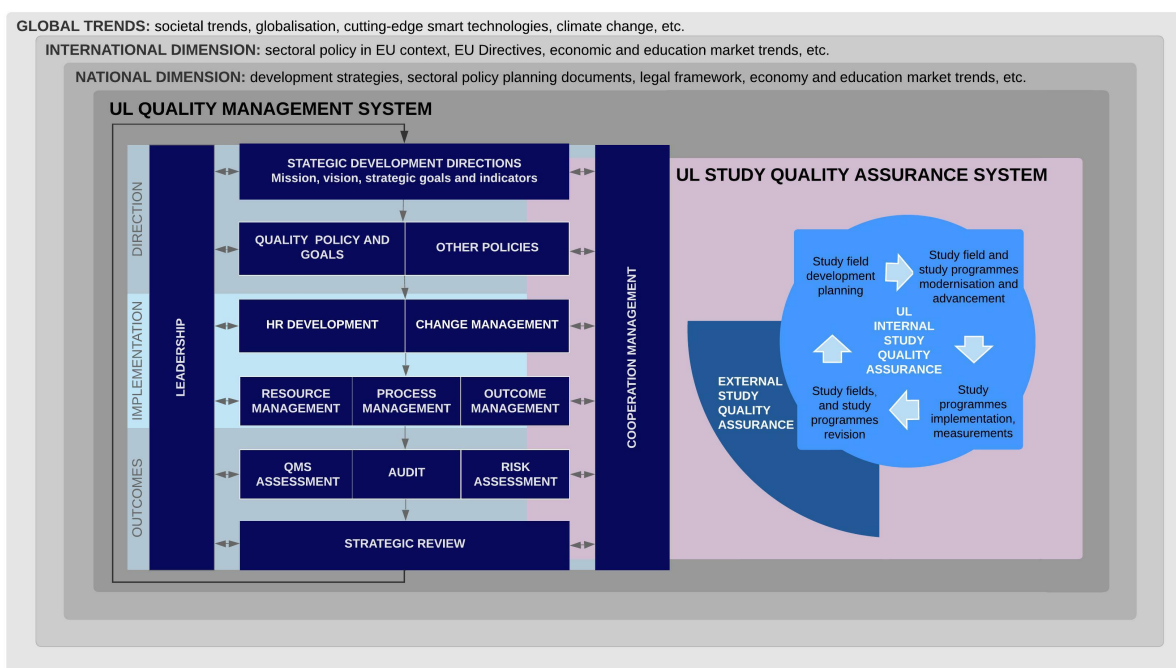 GLOBAL TRENDS: societal trends, globalisation, cutting-edge smart technologies, climate change, etc.
INTERNATIONAL DIMENSION: sectoral policy in EU context, EU Directives, economic and education market trends, etc.
NATIONAL DIMENSION: development strategies, sectoral policy planning documents, legal framework, economy and education market trends, etc.
UL QUALITY MANAGEMENT SYSTEM
DIRECTION
IMPLEMENTATION
OUTCOMES
LEADERSHIP
STATEGIC DEVELOPMENT DIRECTIONS
Mission, vision, strategic goals and indicators
QUALITY POLICY AND
GOALS
OTHER POLICIES
HR DEVELOPMENT
CHANGE MANAGEMENT
RESOURCE
MANAGEMENT
PROCESS
MANAGEMENT
OUTCOME
MANAGEMENT
QMS
ASSESSMENT
AUDIT
RISK
ASSESSMENT
STRATEGIC REVIEW
COOPERATION MANAGEMENT
UL STUDY QUALITY ASSURANCE SYSTEM
Study field
development
planning
Study field and
study programmes
modernisation and
advancement
UL
INTERNAL
STUDY
QUALITY
ASSURANCE
EXTERNAL
STUDY
QUALITY
ASSURANCE
Study fields,
and study
programmes
revision
Study
programmes
implementation,
measurements